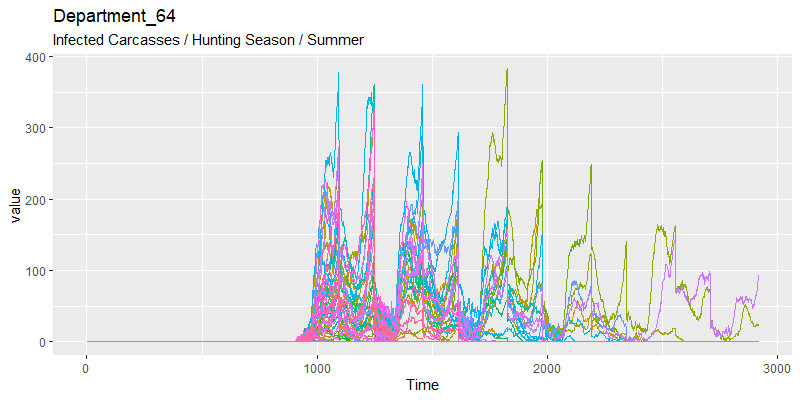 Department_64
Infected Carcasses / Hunting Season / Summer
400
300
200
100
0
value
0 1000 2000 3000
Time